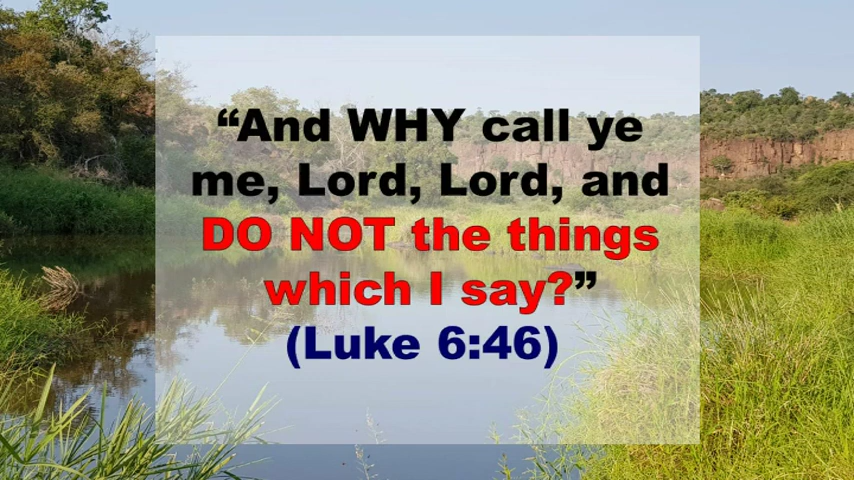 “And WHY call ye
me, Lord, Lord, and
DO NOT the things
which I say?”
(Luke 6:46)